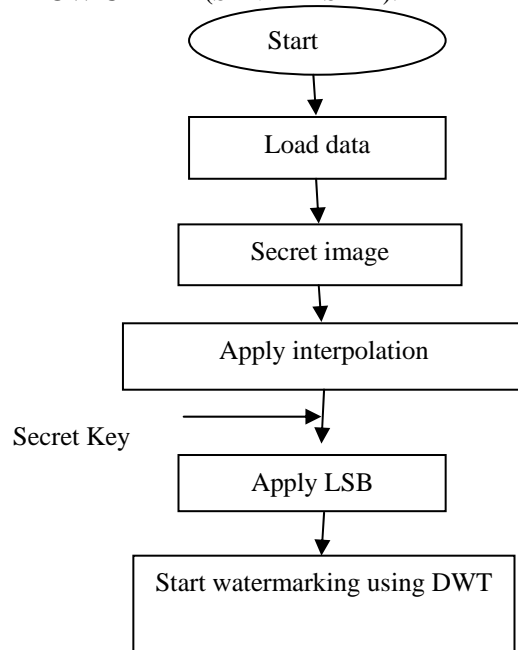 Start
Load data
Secret image
Apply interpolation
Secret Key
Apply LSB
Start watermarking using DWT